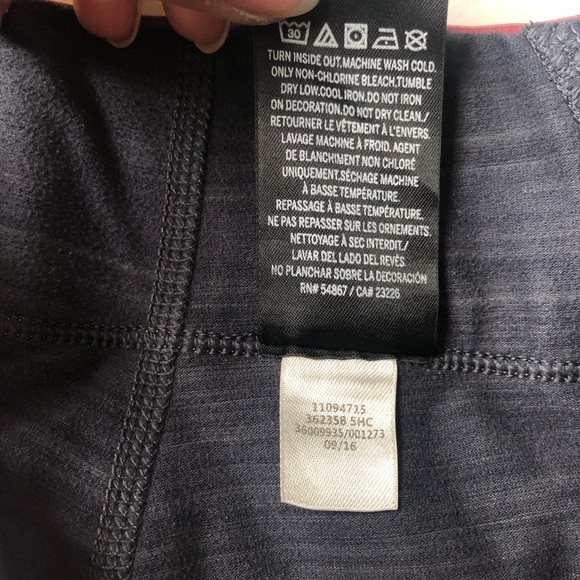 30
TURN INSIDE OUT.MACHINE WASH COLD.
ONLY NON-CHLORINE BLEACH.TUMBLE
DRY LOW.COOL IRON.DO NOT IRON
ON DECORATION.DO NOT DRY CLEAN./
RETOURNER LE VÊTEMENT À L'ENVERS.
LAVAGE MACHINE À FROID. AGENT
DE BLANCHIMENT NON CHLORÉ
UNIQUEMENT. SÉCHAGE MACHINE
À BASSE TEMPÉRATURE.
REPASSAGE À BASSE TEMPÉRATURE.
NE PAS REPASSER SUR LES ORNEMENTS.
NETTOYAGE À SEC INTERDIT./
LAVAR DEL LADO DEL REVÉS.
NO PLANCHAR SOBRE LA DECORACIÓN
RN# 54867 / CA# 23226
11094715
362358 5HC
36009935/001273
09/16